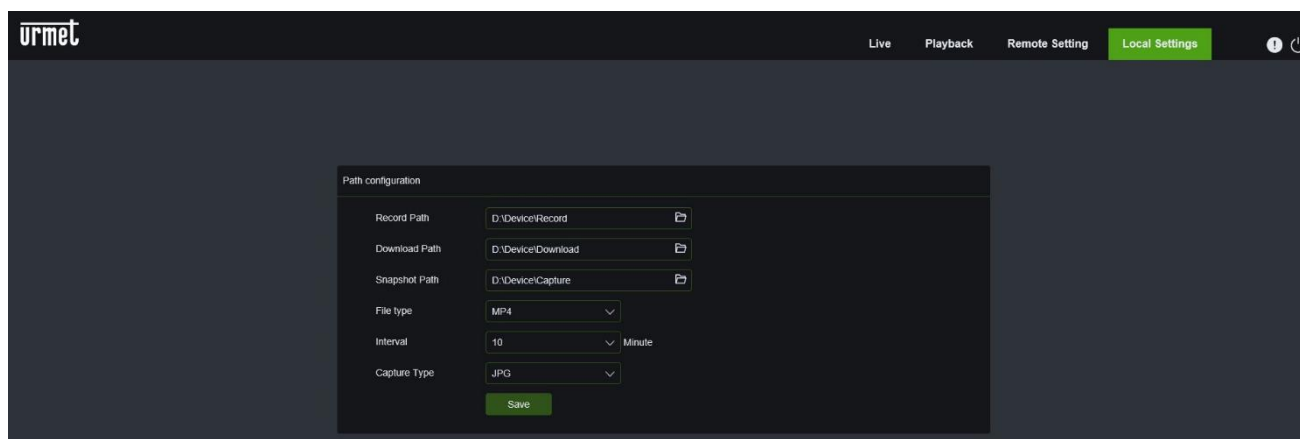 urmet
Live Playback Remote Setting Local Settings
Path configuration
Record Path D:\Device\Record
Download Path D:\Device\Download
Snapshot Path D:\Device\Capture
File type MP4
Interval 10 Minute
Capture Type JPG
Save